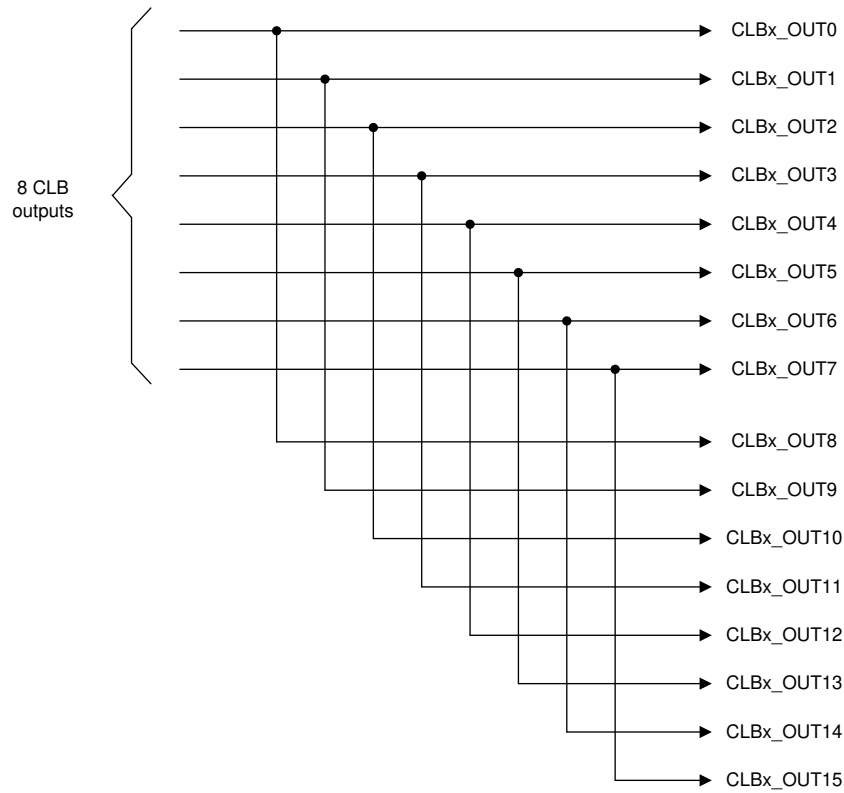 8 CLB
outputs
CLBx_OUT0
CLBx_OUT1
CLBx_OUT2
CLBx_OUT3
CLBx_OUT4
CLBx_OUT5
CLBx_OUT6
CLBx_OUT7
CLBx_OUT8
CLBx_OUT9
CLBx_OUT10
CLBx_OUT11
CLBx_OUT12
CLBx_OUT13
CLBx_OUT14
CLBx_OUT15